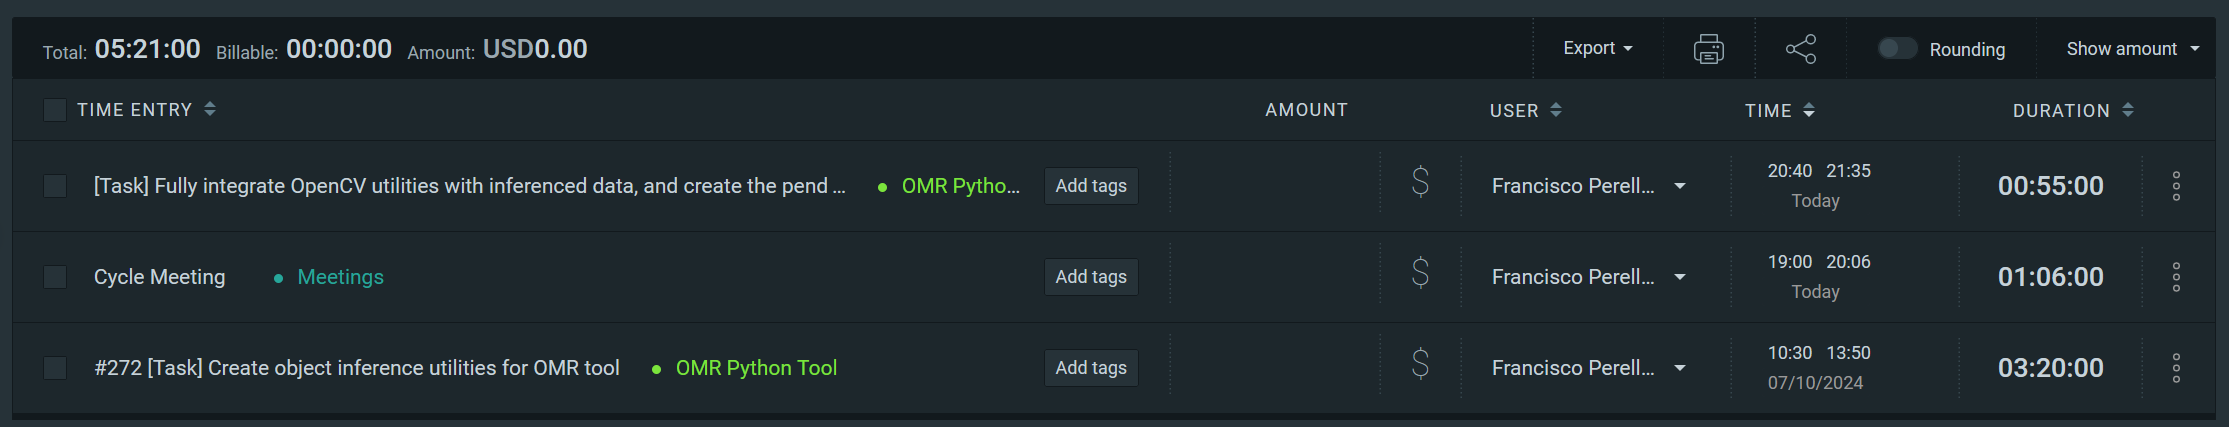 Total: 05:21:00 Billable: 00:00:00 Amount: USD0.00 Export Rounding Show amount
TIME ENTRY AMOUNT USER TIME DURATION
[Task] Fully integrate OpenCV utilities with inferenced data, and create the pend ... OMR Pytho... Add tags $ Francisco Perell... 20:40 21:35 00:55:00
Today
Cycle Meeting Meetings Add tags $ Francisco Perell... 19:00 20:06 01:06:00
Today
#272 [Task] Create object inference utilities for OMR tool OMR Python Tool Add tags $ Francisco Perell... 10:30 13:50 03:20:00
07/10/2024